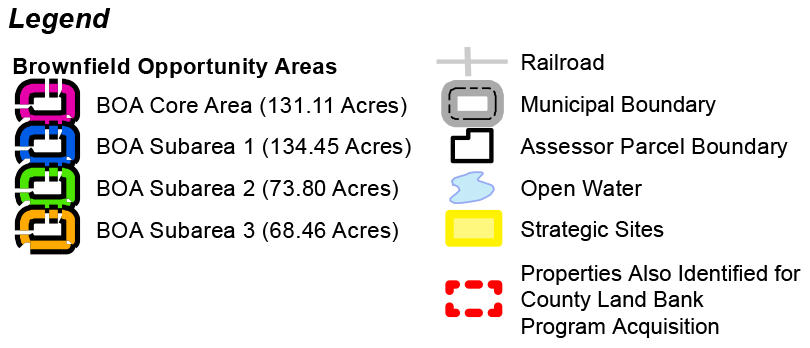 Legend
Brownfield Opportunity Areas
BOA Core Area (131.11 Acres)
BOA Subarea 1 (134.45 Acres)
BOA Subarea 2 (73.80 Acres)
BOA Subarea 3 (68.46 Acres)
Railroad
Municipal Boundary
Assessor Parcel Boundary
Open Water
Strategic Sites
Properties Also Identified for
County Land Bank
Program Acquisition